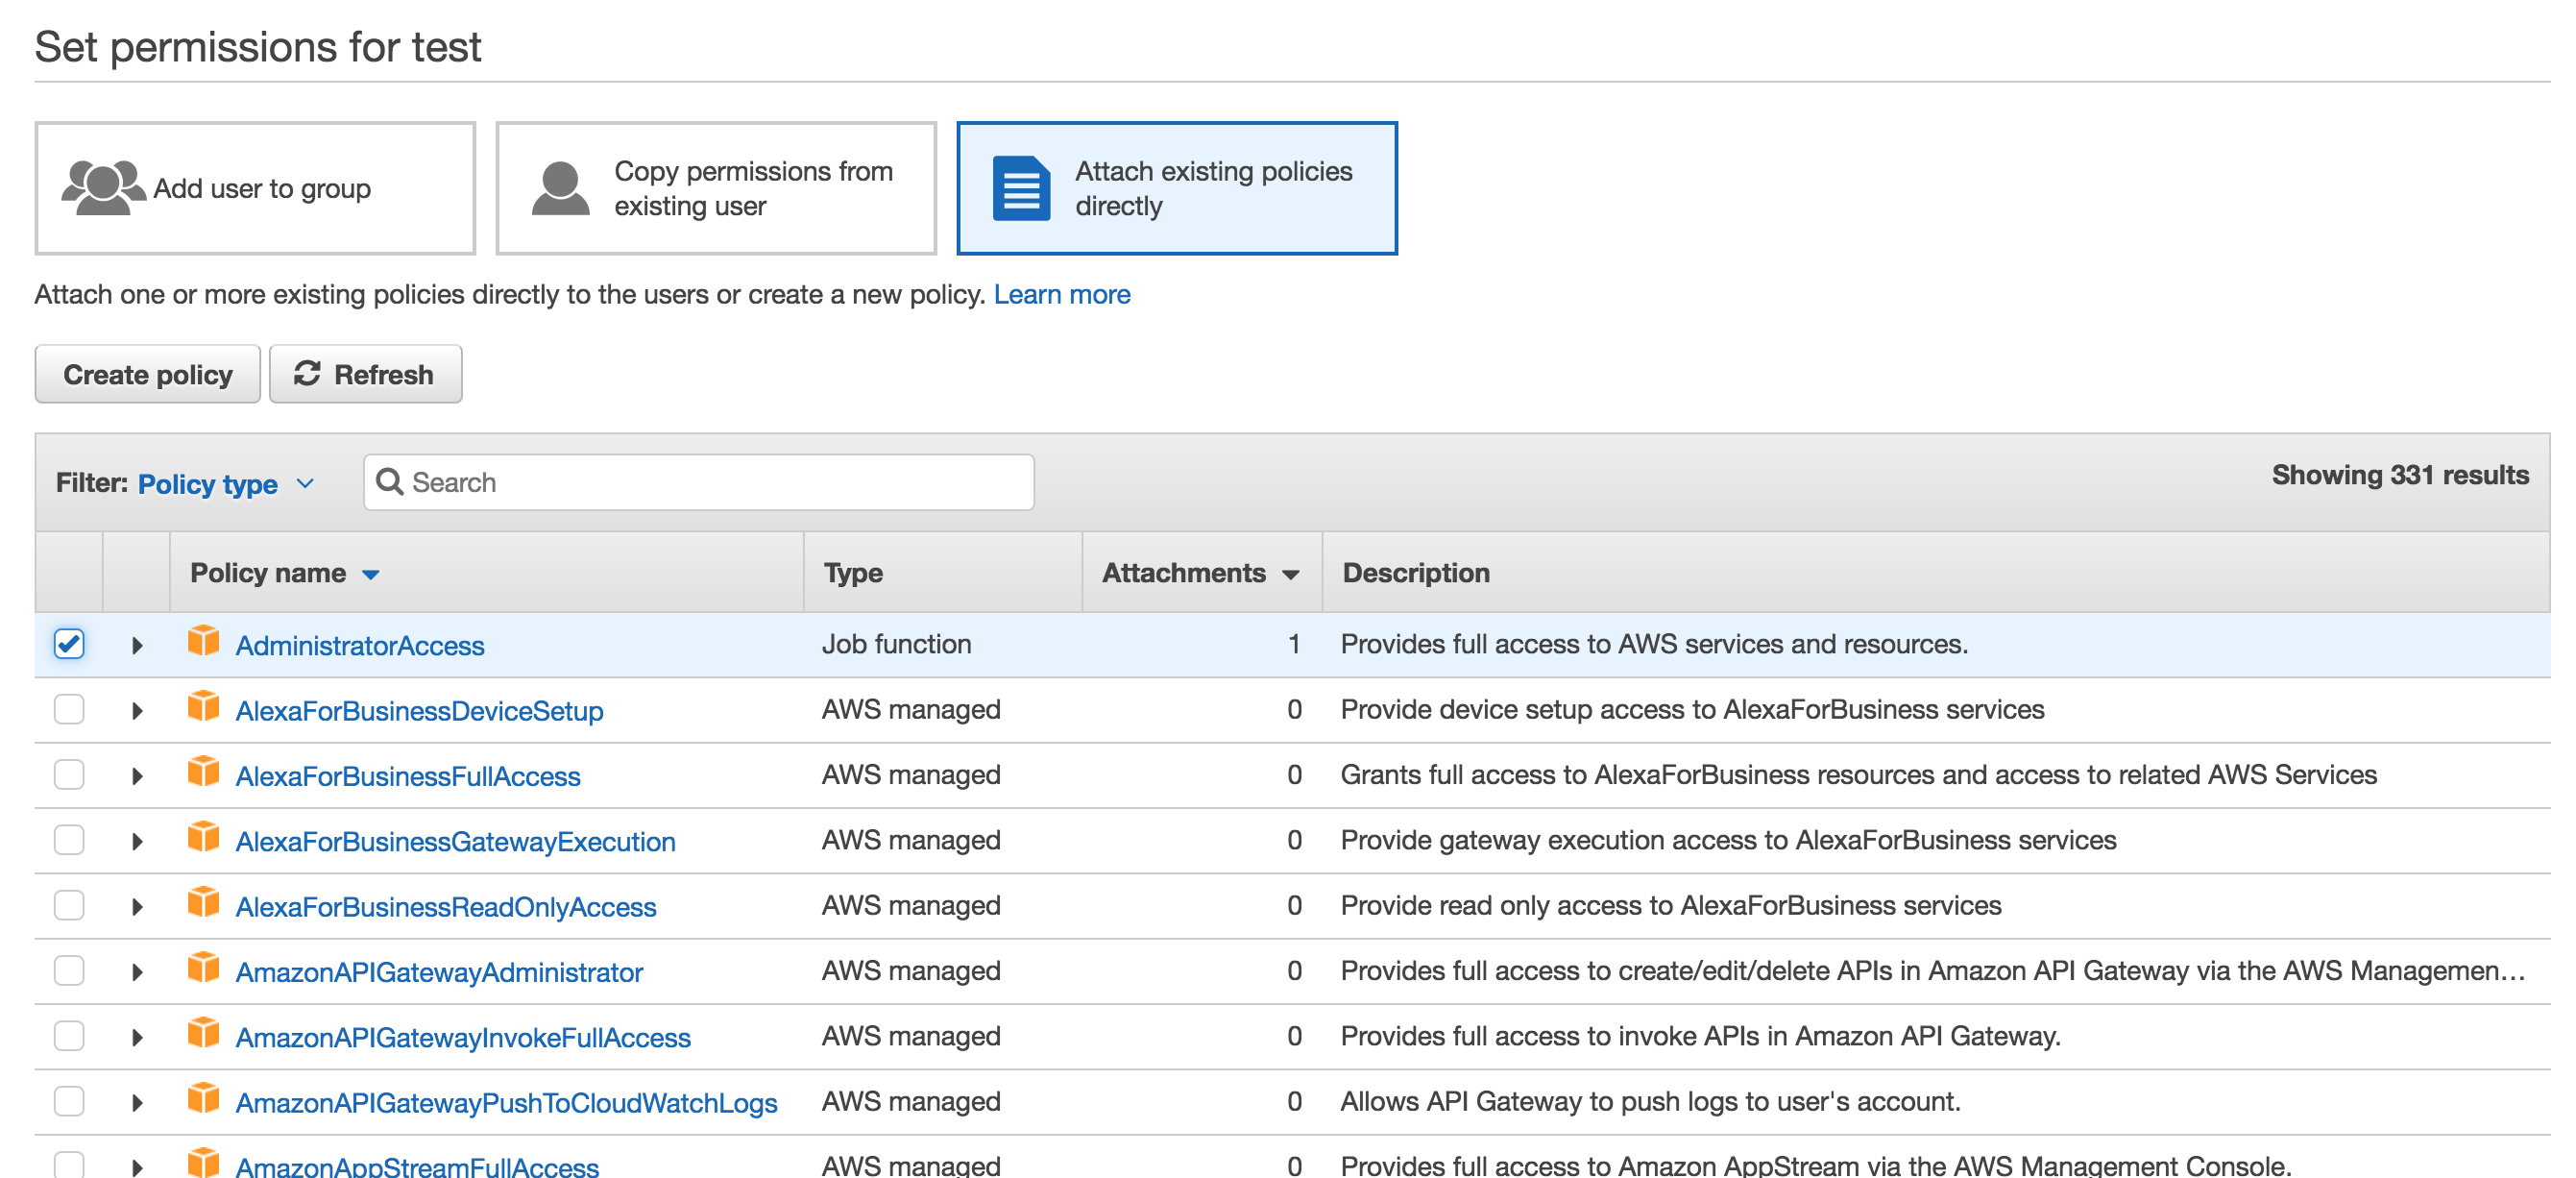 Set permissions for test
Add user to group
Copy permissions from
existing user
Attach existing policies
directly
Attach one or more existing policies directly to the users or create a new policy. Learn more
Create policy
Refresh
Filter: Policy type
Search
Showing 331 results
Policy name Type Attachments Description
AdministratorAccess Job function 1 Provides full access to AWS services and resources.
AlexaForBusinessDeviceSetup AWS managed 0 Provide device setup access to AlexaForBusiness services
AlexaForBusinessFullAccess AWS managed 0 Grants full access to AlexaForBusiness resources and access to related AWS Services
AlexaForBusinessGatewayExecution AWS managed 0 Provide gateway execution access to AlexaForBusiness services
AlexaForBusinessReadOnlyAccess AWS managed 0 Provide read only access to AlexaForBusiness services
AmazonAPIGatewayAdministrator AWS managed 0 Provides full access to create/edit/delete APIs in Amazon API Gateway via the AWS Managemen...
AmazonAPIGatewayInvokeFullAccess AWS managed 0 Provides full access to invoke APIs in Amazon API Gateway.
AmazonAPIGatewayPushToCloudWatchLogs AWS managed 0 Allows API Gateway to push logs to user's account.
AmazonAppStreamFullAccess AWS managed 0 Provides full access to Amazon AppStream via the AWS Management Console.